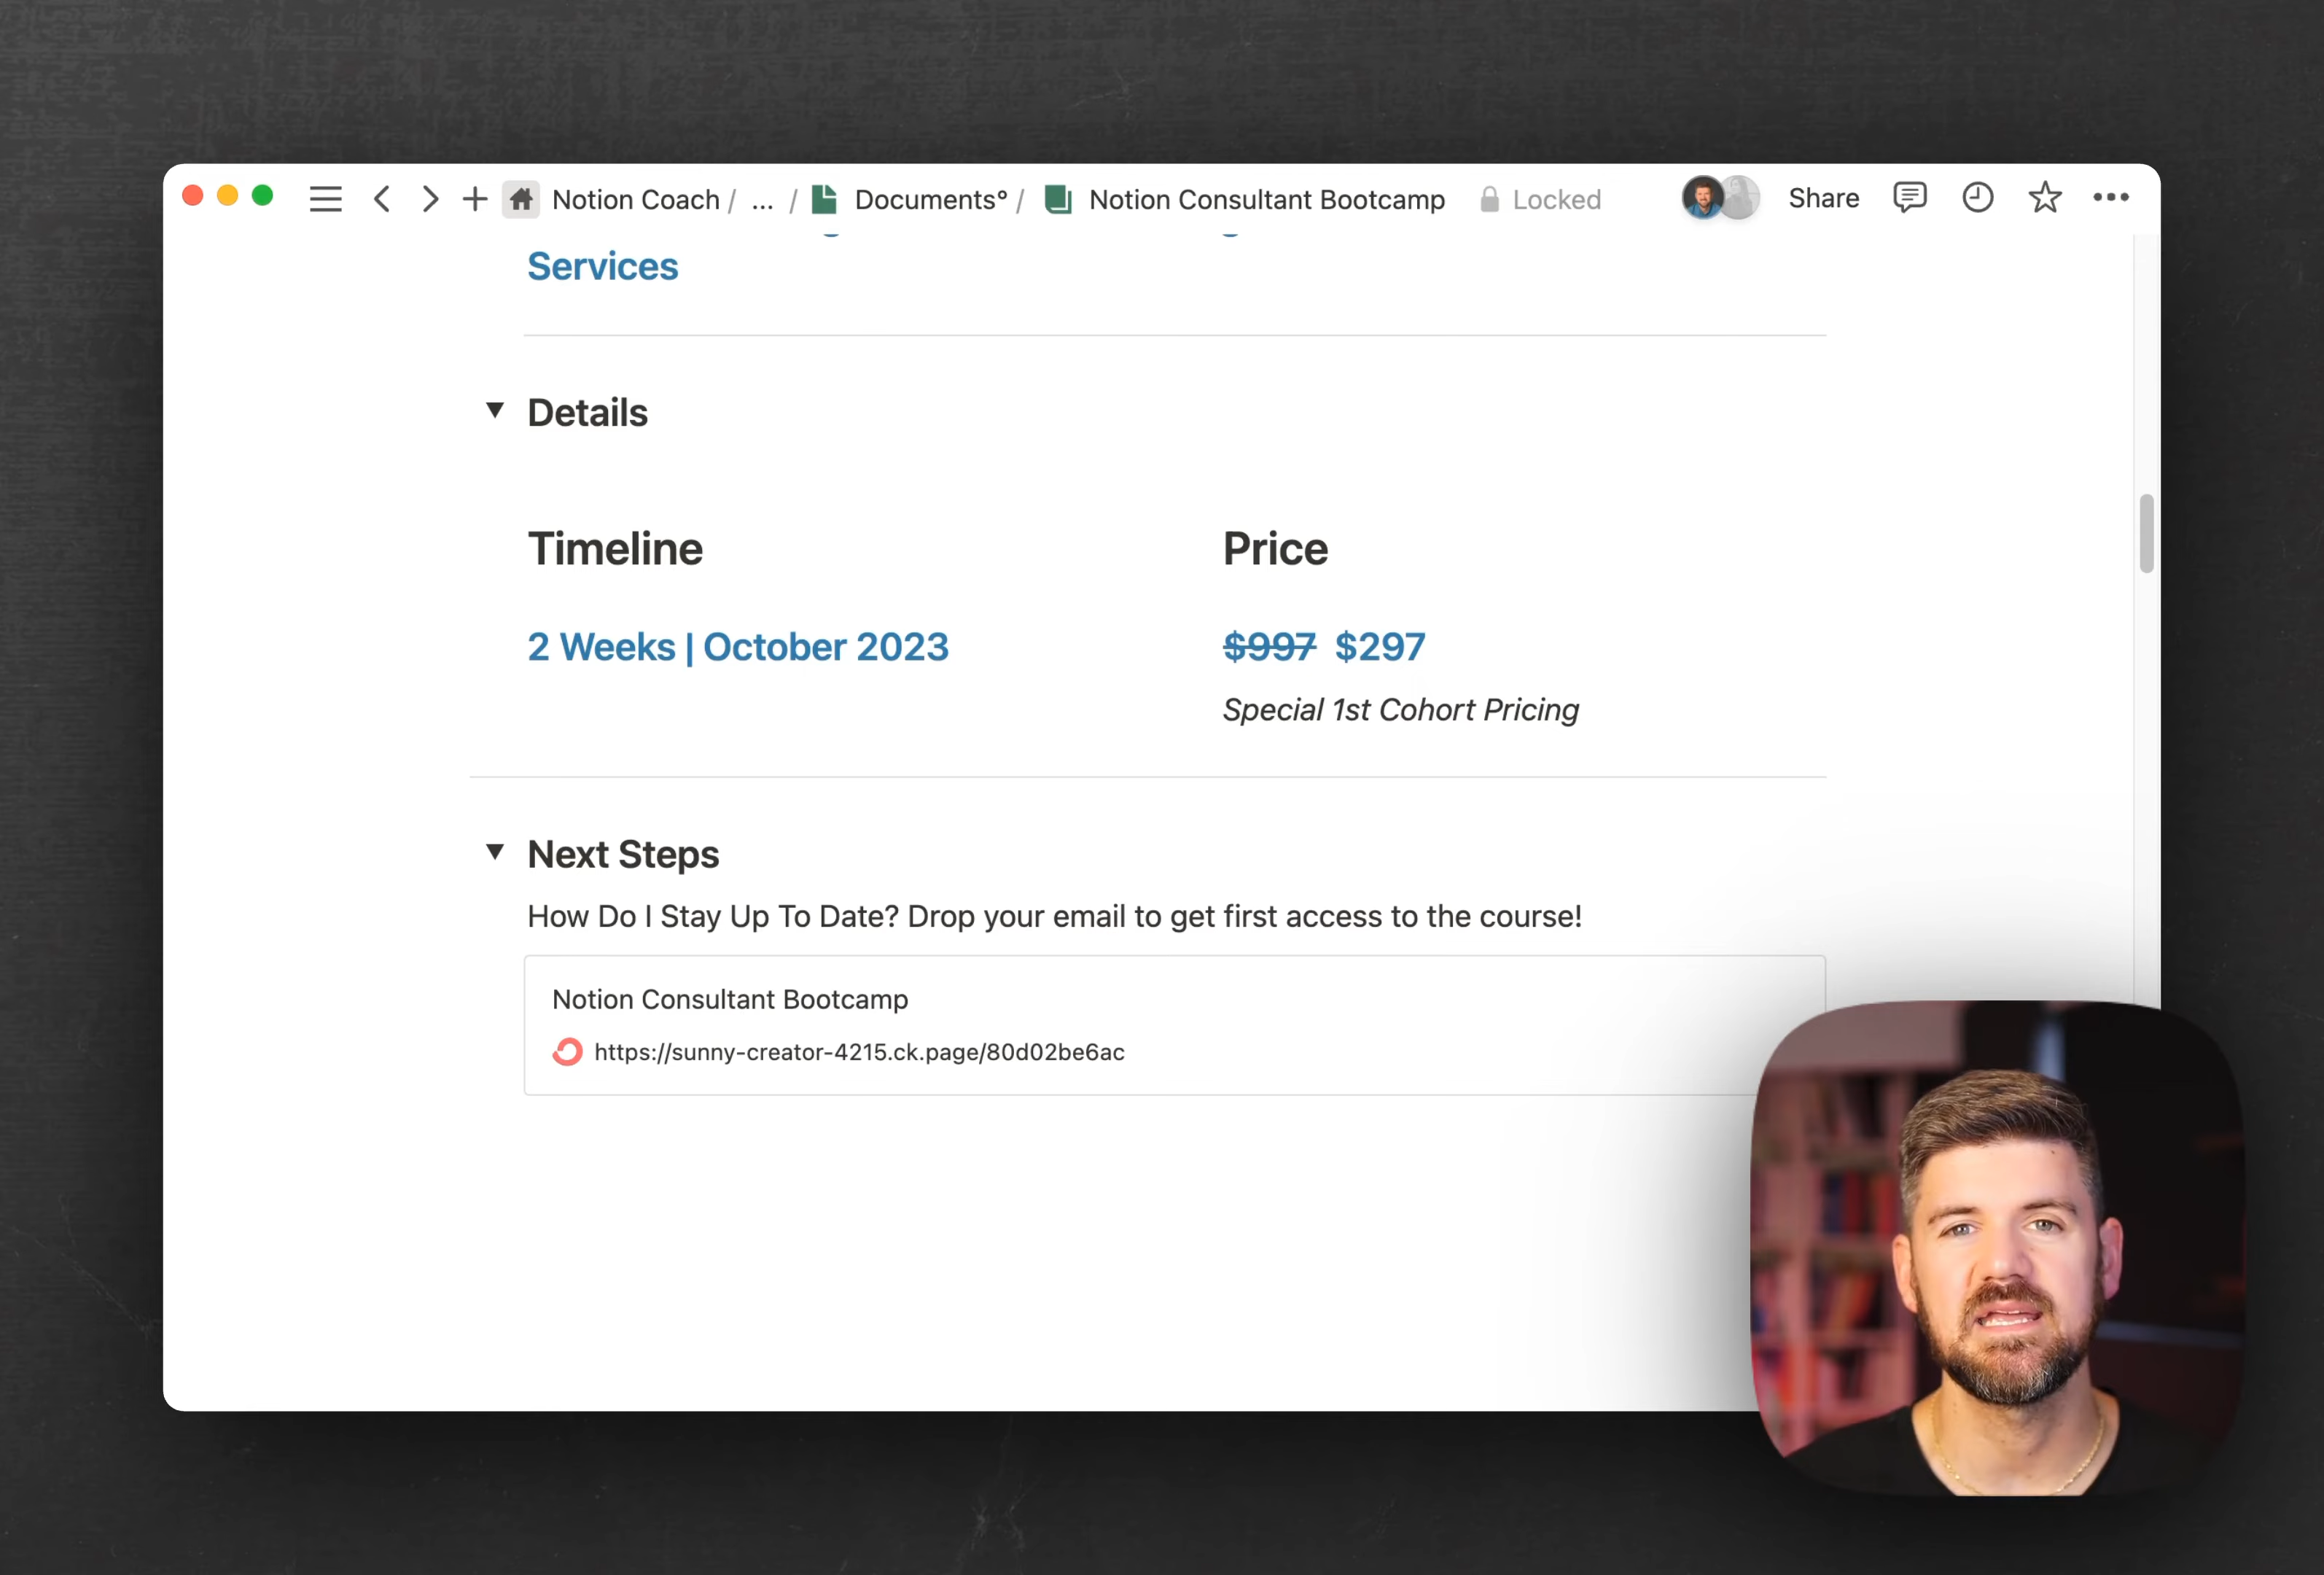 Notion Coach / ... / Documents° / Notion Consultant Bootcamp Locked Share
Services
Details
Timeline
Price
2 Weeks | October 2023
$997 $297
Special 1st Cohort Pricing
Next Steps
How Do I Stay Up To Date? Drop your email to get first access to the course!
Notion Consultant Bootcamp
https://sunny-creator-4215.ck.page/80d02be6ac